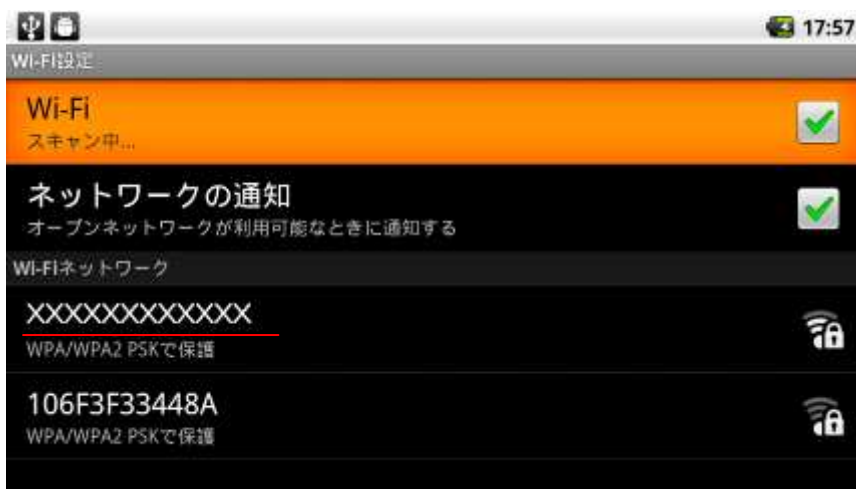 17:57
Wi-Fi設定
Wi-Fi
スキャン中...
ネットワークの通知
オープンネットワークが利用可能なときに通知する
Wi-Fiネットワーク
XXXXXXXXXXXX
WPA/WPA2 PSKで保護
106F3F33448A
WPA/WPA2 PSKで保護